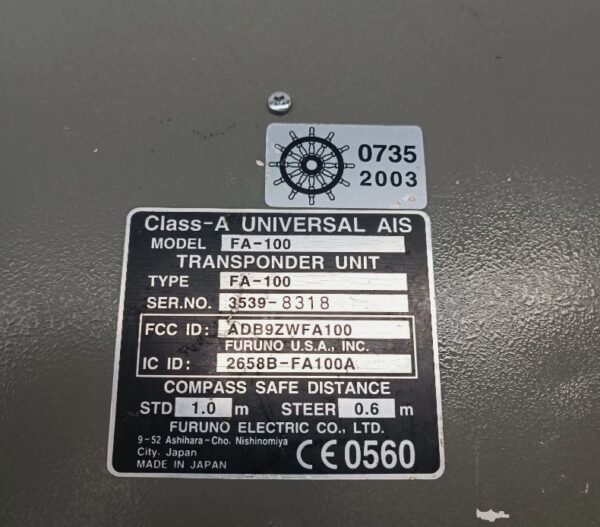 0735
2003
Class-A UNIVERSAL AIS
MODEL FA-100
TRANSPONDER UNIT
TYPE FA-100
SER.NO. 3539-8318
FCC ID: ADB9ZWFA100
FURUNO U.S.A., INC.
IC ID: 2658B-FA100A
COMPASS SAFE DISTANCE
STD 1.0 m STEER 0.6 m
FURUNO ELECTRIC CO., LTD.
9-52 Ashihara-Cho. Nishinomiya
City. Japan
MADE IN JAPAN
CE0560